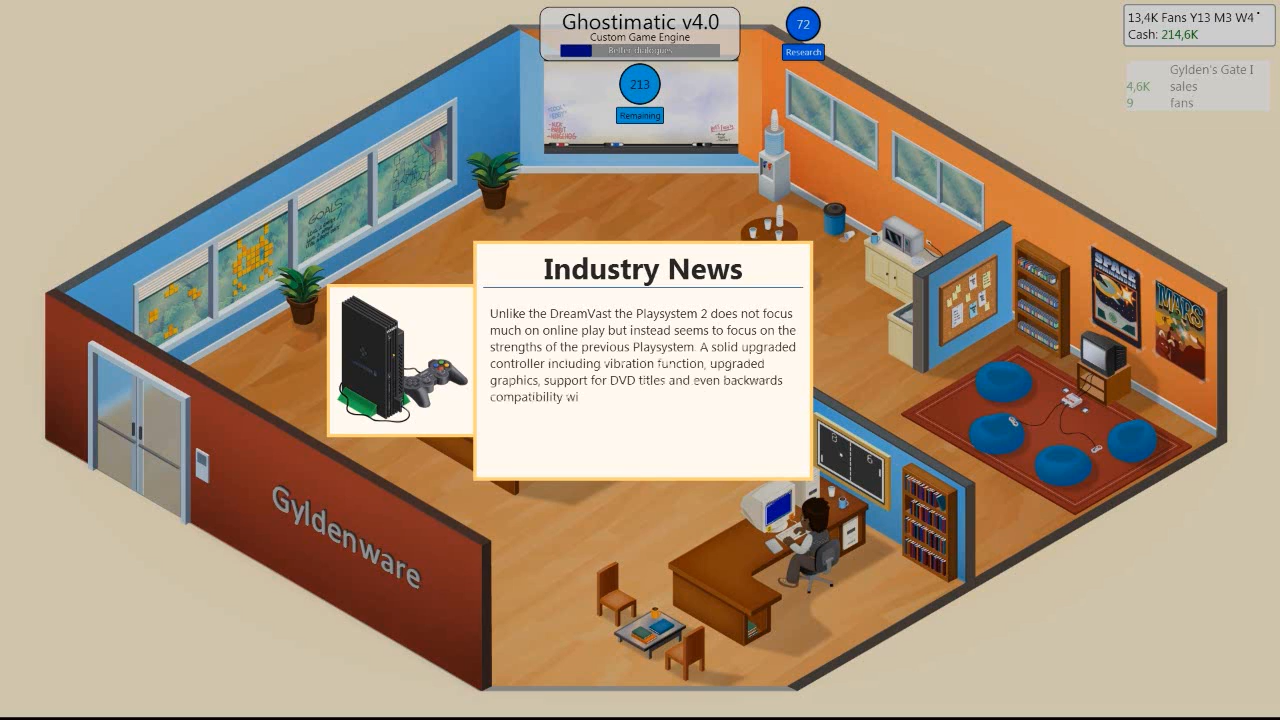 Ghostimatic v4.0
Custom Game Engine
Better dialogues
213
Remaining
72
Research
13,4K Fans Y13 M3 W4
Cash: 214,6K
Gylden's Gate I
4,6K sales
9 fans
GOALS
SPACE
MARS
Industry News
Unlike the DreamVast the Playsystem 2 does not focus
much on online play but instead seems to focus on the
strengths of the previous Playsystem. A solid upgraded
controller including vibration function, upgraded
graphics, support for DVD titles and even backwards
compatibility wi
6
Gyldenware